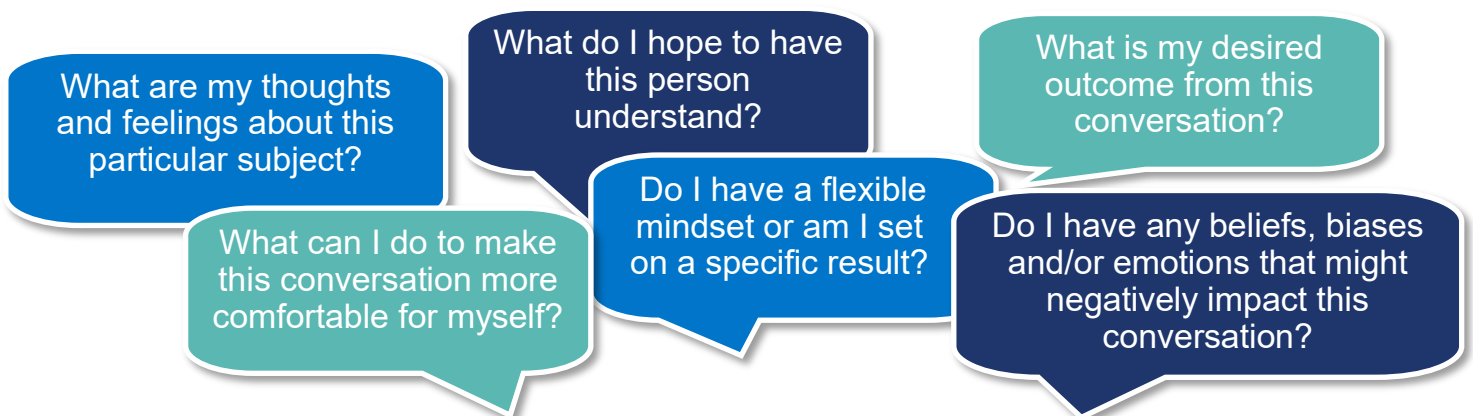 What are my thoughts
and feelings about this
particular subject?
What do I hope to have
this person
understand?
What is my desired
outcome from this
conversation?
What can I do to make
this conversation more
comfortable for myself?
Do I have a flexible
mindset or am I set
on a specific result?
Do I have any beliefs, biases
and/or emotions that might
negatively impact this
conversation?